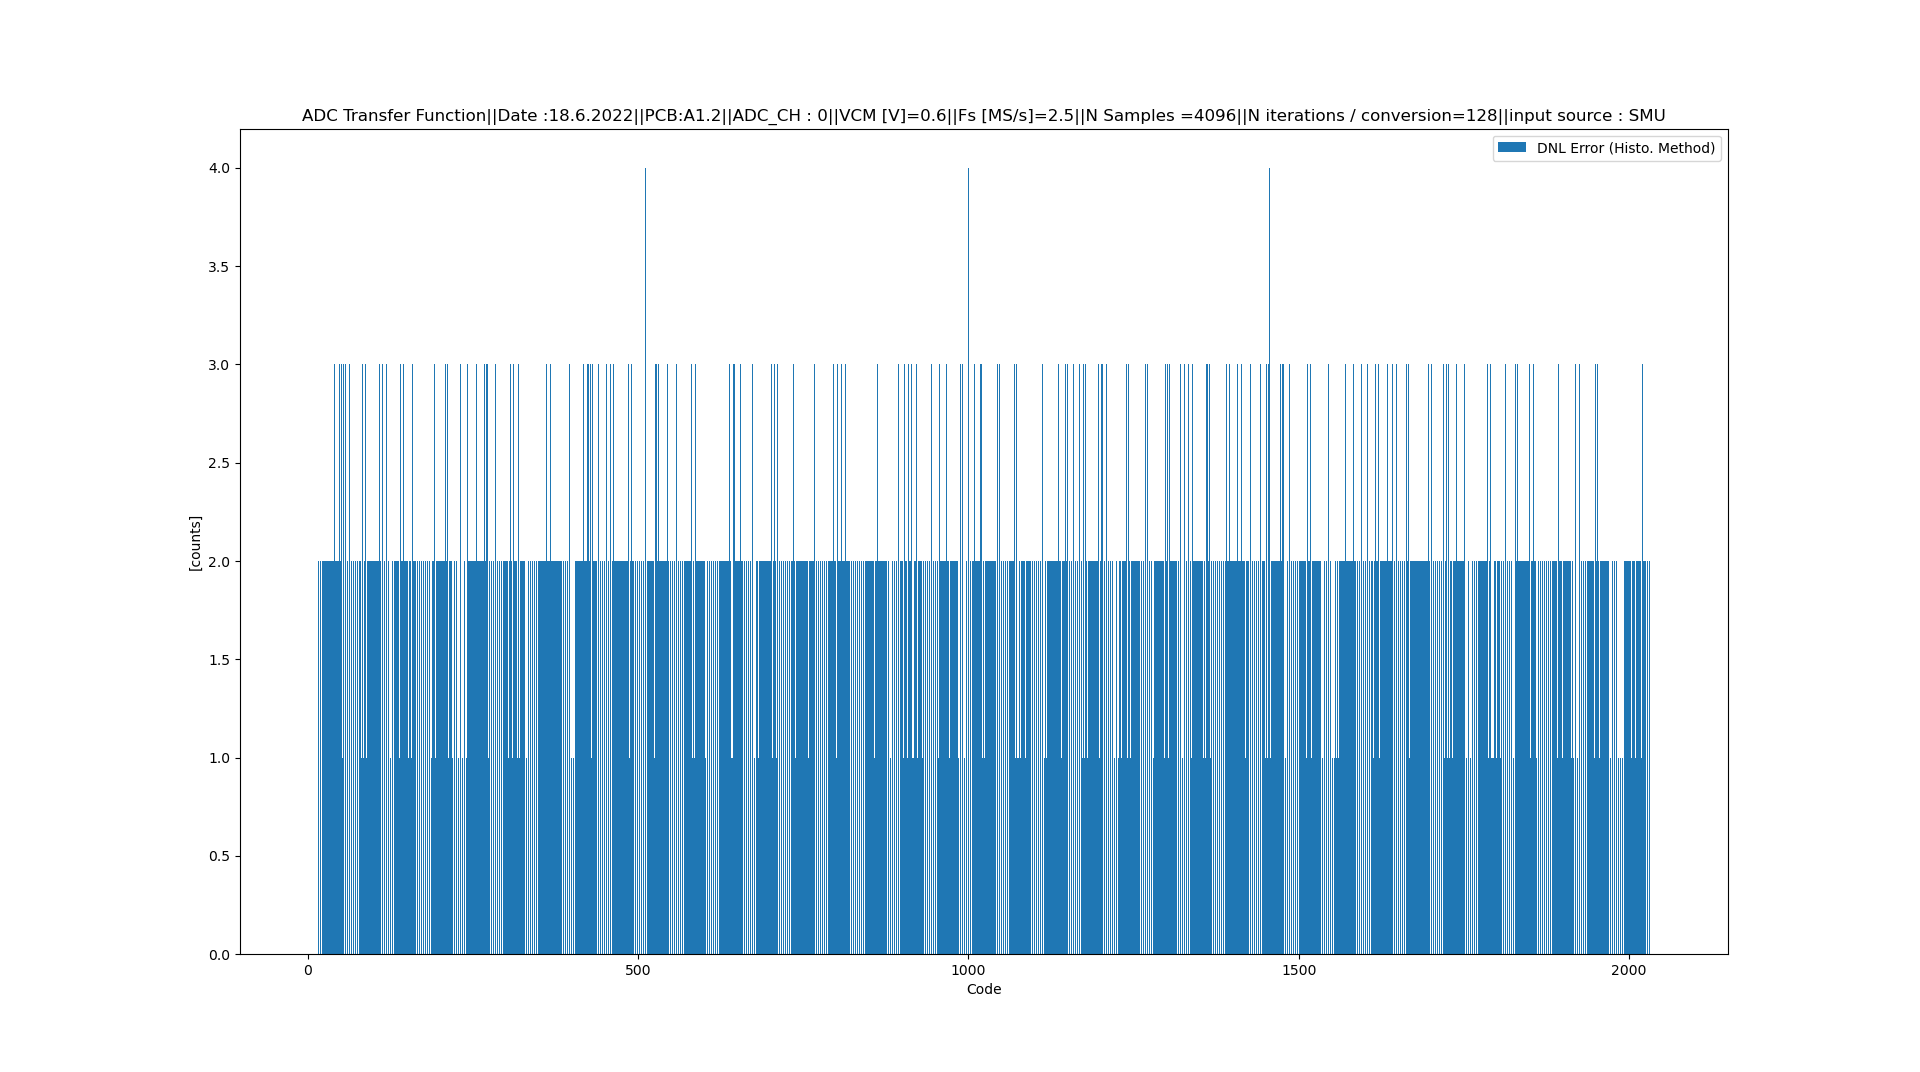 ADC Transfer Function||Date :18.6.2022||PCB:A1.2||ADC_CH : 0||VCM [V]=0.6||Fs [MS/s]=2.5||N Samples =4096||N iterations / conversion=128||input source : SMU
DNL Error (Histo. Method)
4.0
3.5
3.0
2.5
2.0
1.5
1.0
0.5
0.0
[counts]
0 500 1000 1500 2000
Code